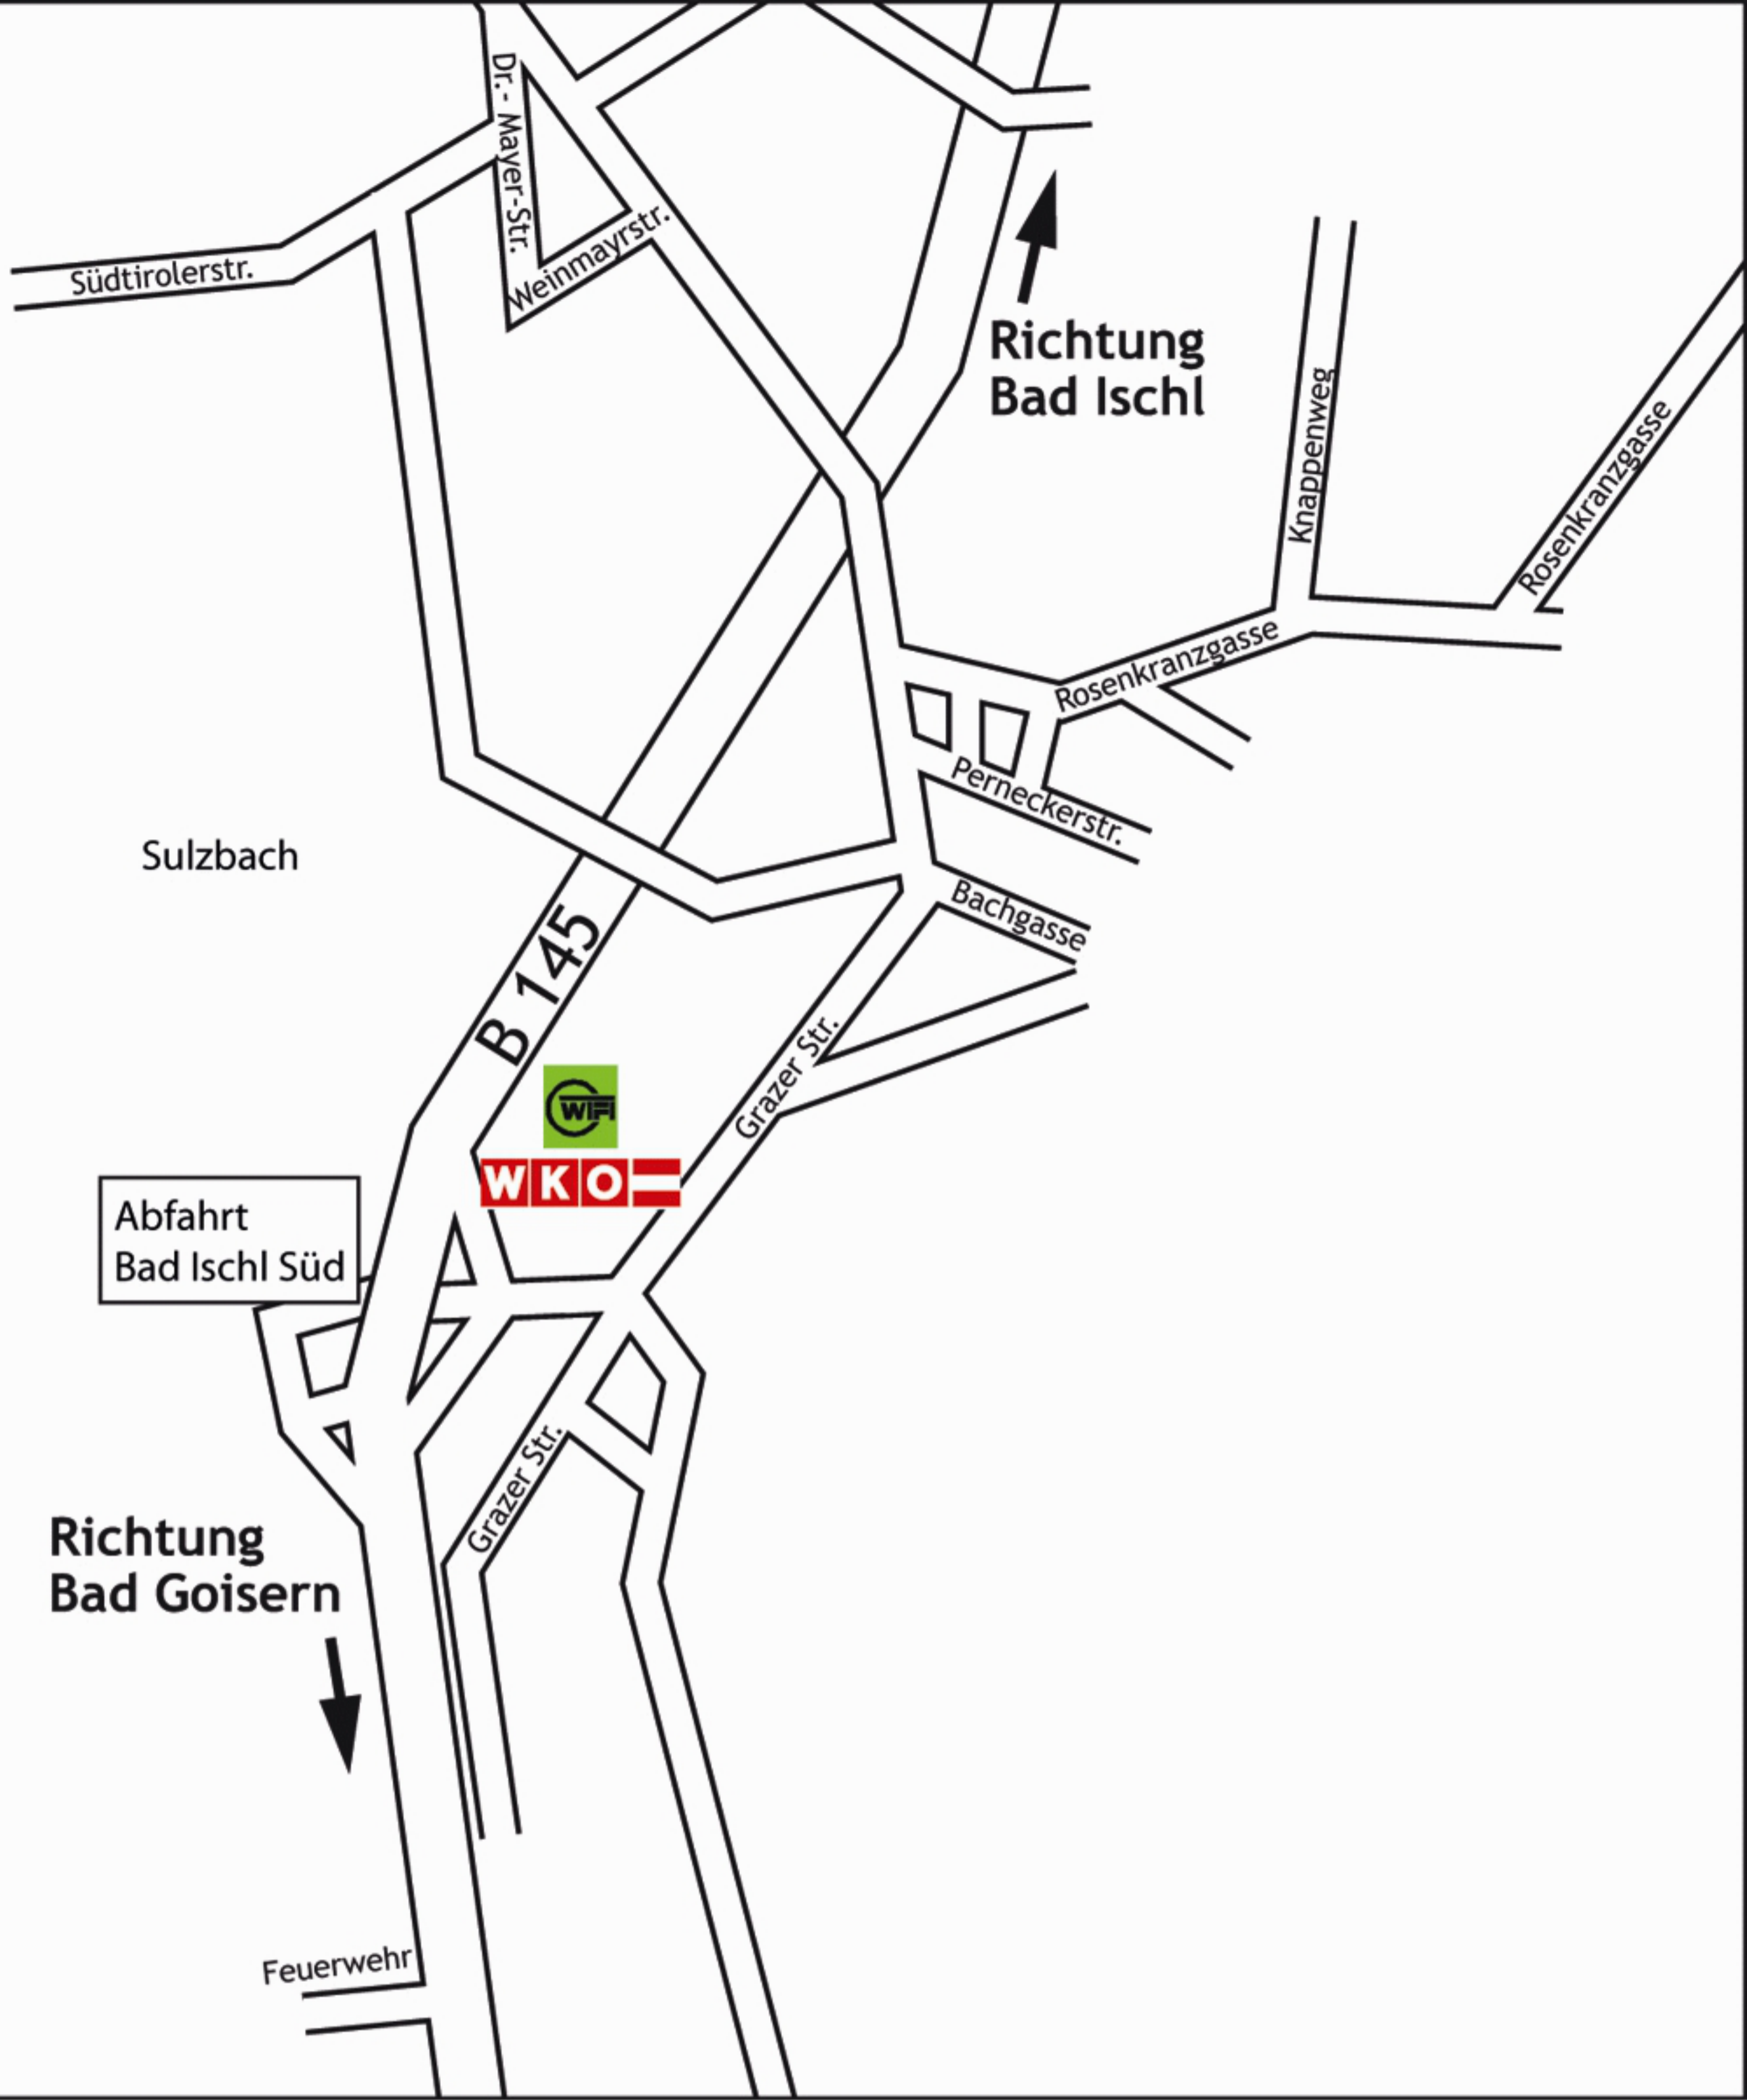 Dr.- Mayer-Str.
Weinmayrstr.
Südtirolerstr.
Richtung
Bad Ischl
Knappenweg
Rosenkranzgasse
Rosenkranzgasse
Perneckerstr.
Sulzbach
Bachgasse
B 145
Grazer Str.
WIFI
WKO
Abfahrt
Bad Ischl Süd
Grazer Str.
Richtung
Bad Goisern
Feuerwehr